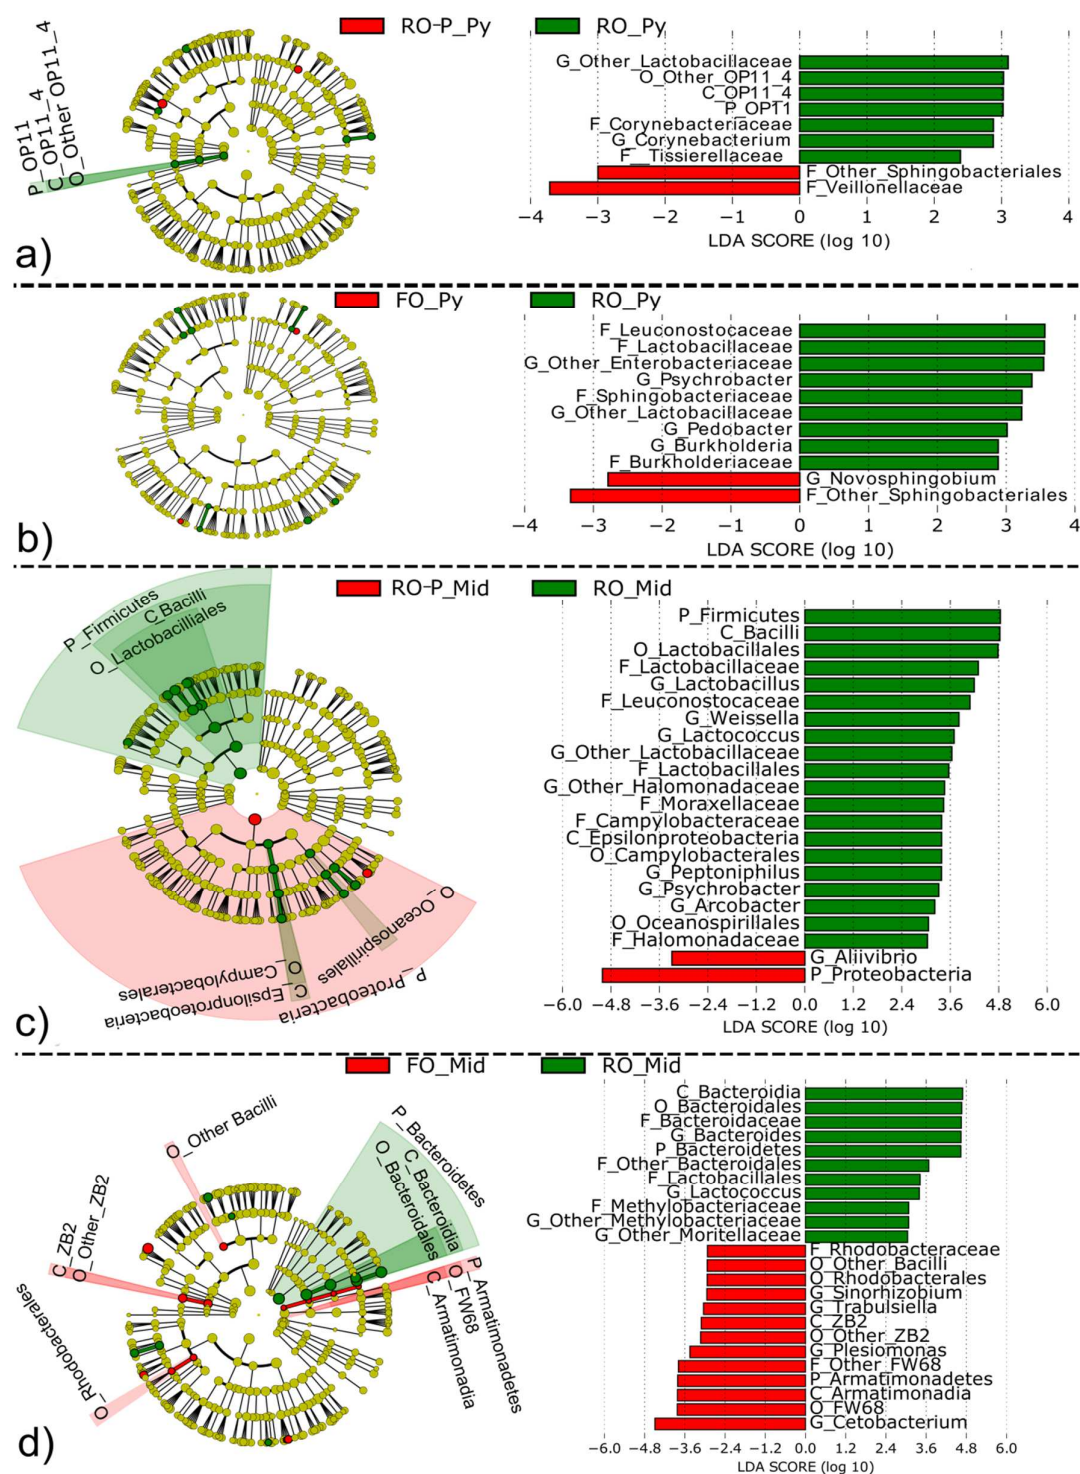 RO-P_Py RO_Py
P_OP11
C_OP11_4
O_Other OP11_4
G_Other_Lactobacillaceae
O_Other_OP11_4
C_OP11_4
P_OP11
F_Corynebacteriaceae
G_Corynebacterium
F__Tissierellaceae
F_Other_Sphingobacteriales
F_Veillonellaceae
−4 −3 −2 −1 0 1 2 3 4
LDA SCORE (log 10)
a)
FO_Py RO_Py
F_Leuconostocaceae
F_Lactobacillaceae
G_Other_Enterobacteriaceae
G_Psychrobacter
F_Sphingobacteriaceae
G_Other_Lactobacillaceae
G_Pedobacter
G_Burkholderia
F_Burkholderiaceae
G_Novosphingobium
F_Other_Sphingobacteriales
−4 −3 −2 −1 0 1 2 3 4
LDA SCORE (log 10)
b)
RO-P_Mid RO_Mid
P_Firmicutes
C_Bacilli
O_Lactobacilliales
O_Oceanospirillales
P_Proteobacteria
C_Epsilonproteobacteria
O_Campylobacterales
P_Firmicutes
C_Bacilli
O_Lactobacillales
F_Lactobacillaceae
G_Lactobacillus
F_Leuconostocaceae
G_Weissella
G_Lactococcus
G_Other_Lactobacillaceae
F_Lactobacillales
G_Other_Halomonadaceae
F_Moraxellaceae
F_Campylobacteraceae
C_Epsilonproteobacteria
O_Campylobacterales
G_Peptoniphilus
G_Psychrobacter
G_Arcobacter
O_Oceanospirillales
F_Halomonadaceae
G_Aliivibrio
P_Proteobacteria
−6.0 −4.8 −3.6 −2.4 −1.2 0.0 1.2 2.4 3.6 4.8 6.0
LDA SCORE (log 10)
c)
FO_Mid RO_Mid
O_Other Bacilli
P_Bacteroidetes
C_Bacteroidia
O_Bacteroidales
C_ZB2
O_Other_ZB2
P_Armatimonadetes
O_FW68
C_Armatimonadia
O_Rhodobacterales
C_Bacteroidia
O_Bacteroidales
F_Bacteroidaceae
G_Bacteroides
P_Bacteroidetes
F_Other_Bacteroidales
F_Lactobacillales
G_Lactococcus
F_Methylobacteriaceae
G_Other_Methylobacteriaceae
G_Other_Moritellaceae
F_Rhodobacteraceae
O_Other_Bacilli
O_Rhodobacterales
G_Sinorhizobium
G_Trabulsiella
C_ZB2
O_Other_ZB2
G_Plesiomonas
F_Other_FW68
P_Armatimonadetes
C_Armatimonadia
O_FW68
G_Cetobacterium
−6.0 −4.8 −3.6 −2.4 −1.2 0.0 1.2 2.4 3.6 4.8 6.0
LDA SCORE (log 10)
d)